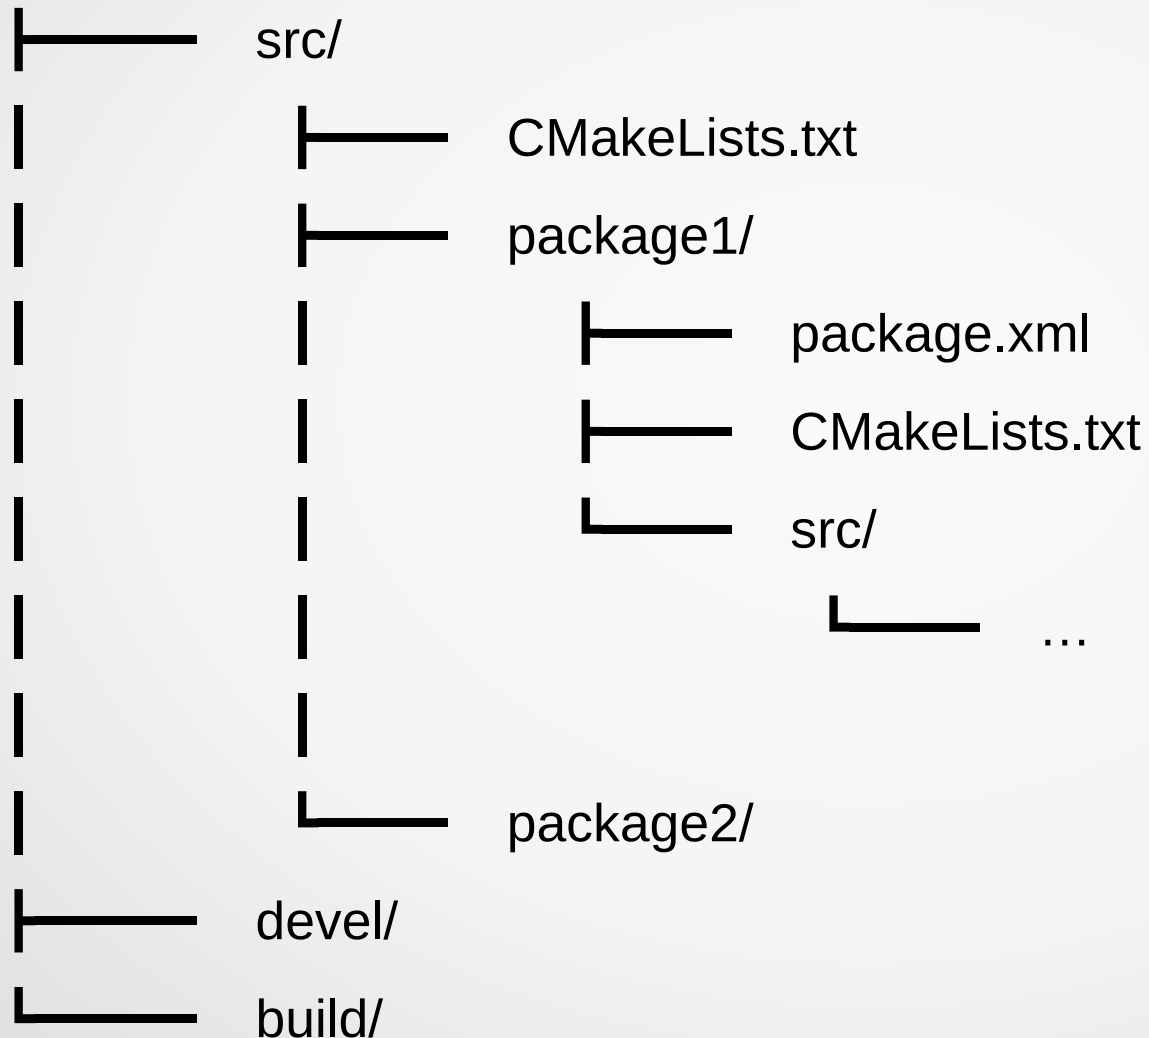 src/
CMakeLists.txt
package1/
package.xml
CMakeLists.txt
src/
…
package2/
devel/
build/